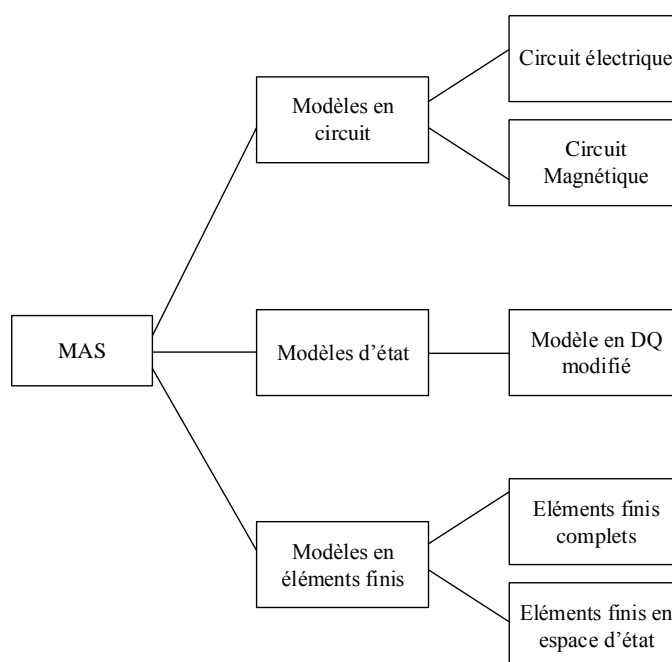 Circuit électrique
Modèles en
circuit
Circuit
Magnétique
MAS
Modèles d’état
Modèle en DQ
modifié
Eléments finis
complets
Modèles en
éléments finis
Eléments finis en
espace d’état